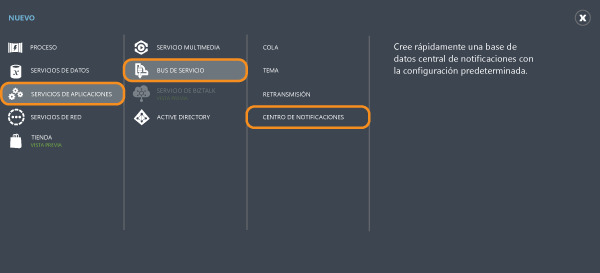 NUEVO
PROCESO
SERVICIOS DE DATOS
SERVICIOS DE APLICACIONES
SERVICIOS DE RED
TIENDA
VISTA PREVIA
SERVICIO MULTIMEDIA
BUS DE SERVICIO
SERVICIO DE BIZTALK
VISTA PREVIA
ACTIVE DIRECTORY
COLA
TEMA
RETRANSMISIÓN
CENTRO DE NOTIFICACIONES
Cree rápidamente una base de
datos central de notificaciones con
la configuración predeterminada.